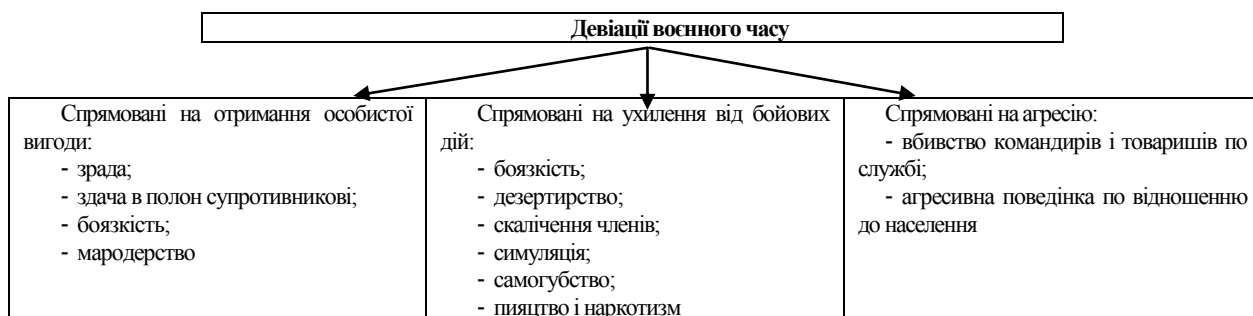 Девіації воєнного часу
Спрямовані на отримання особистої
вигоди:
- зрада;
- здача в полон супротивникові;
- боязкість;
- мародерство
Спрямовані на ухилення від бойових
дій:
- боязкість;
- дезертирство;
- скалічення членів;
- симуляція;
- самогубство;
- пияцтво і наркотизм
Спрямовані на агресію:
- вбивство командирів і товаришів по
службі;
- агресивна поведінка по відношенню
до населення